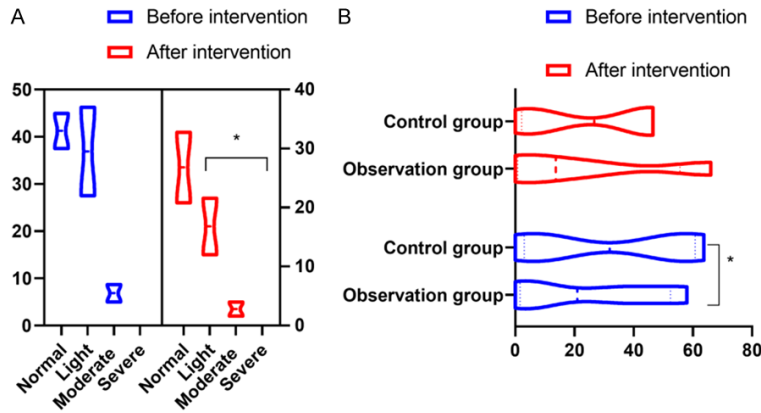 A
Before intervention
After intervention
50
40
30
20
10
0
40
30
20
10
0
*
Normal
Light
Moderate
Severe
Normal
Light
Moderate
Severe
B
Before intervention
After intervention
Control group
Observation group
Control group
Observation group
*
0 20 40 60 80